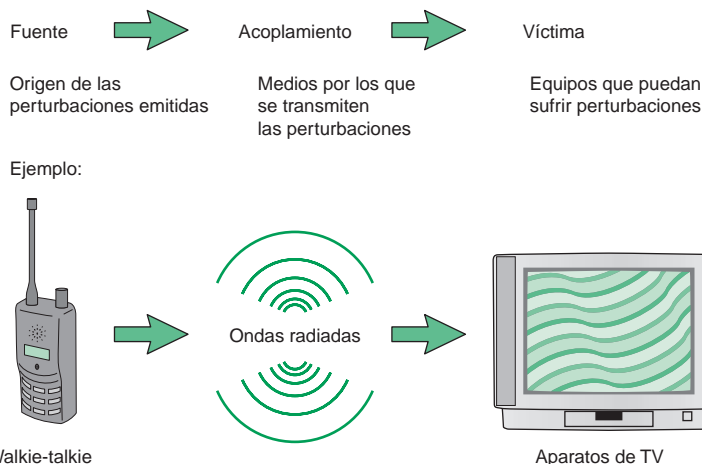 Fuente
Acoplamiento
Víctima
Origen de las
perturbaciones emitidas
Medios por los que
se transmiten
las perturbaciones
Equipos que puedan
sufrir perturbaciones
Ejemplo:
Ondas radiadas
Walkie-talkie
Aparatos de TV